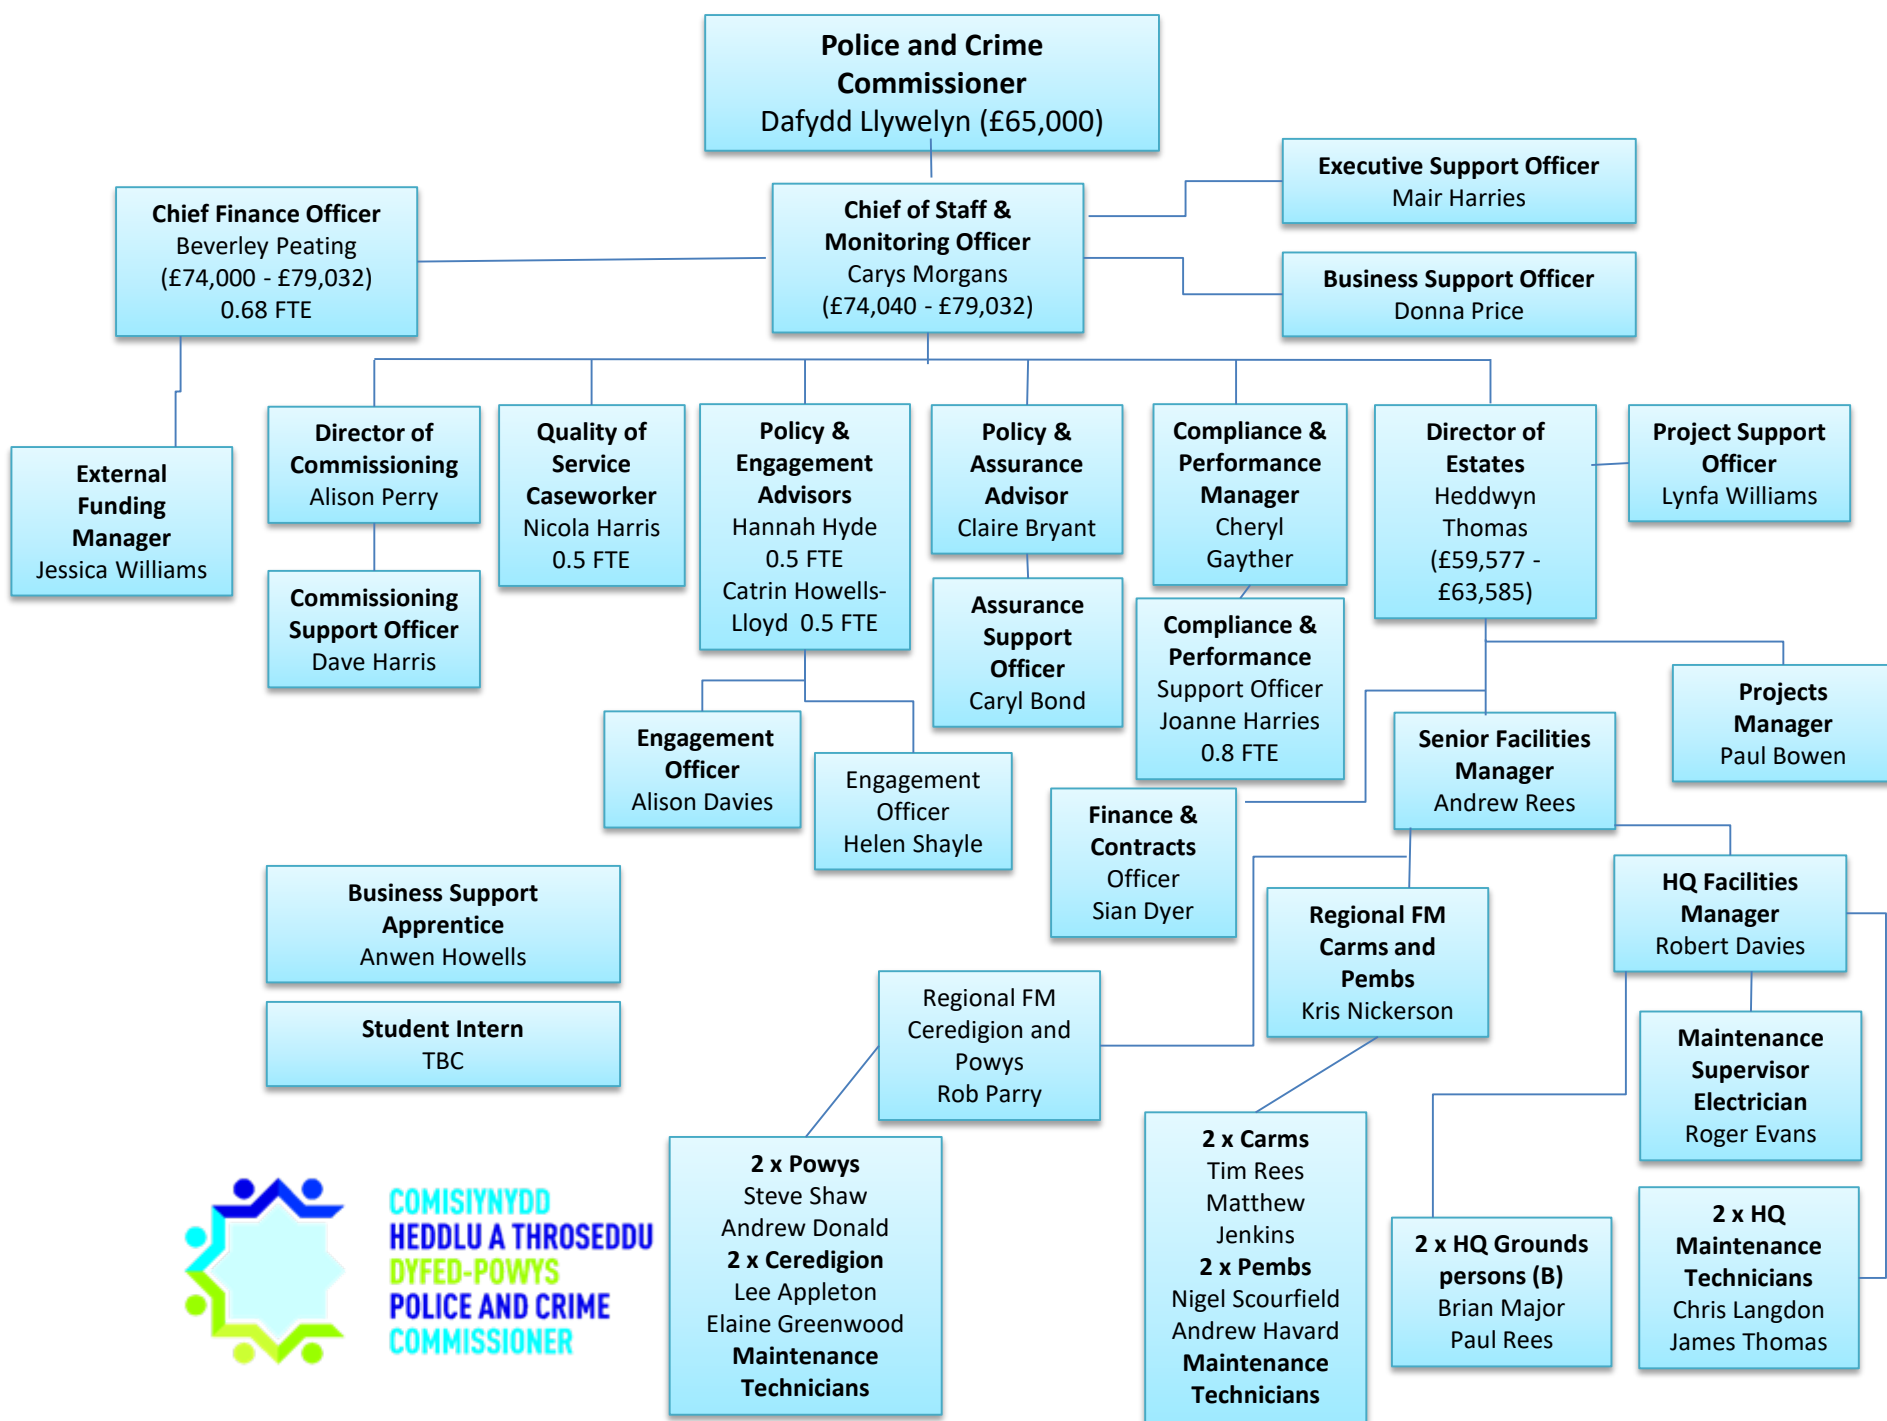 Police and Crime
Commissioner
Dafydd Llywelyn (£65,000)
Executive Support Officer
Mair Harries
Chief Finance Officer
Beverley Peating
(£74,000 - £79,032)
0.68 FTE
Chief of Staff &
Monitoring Officer
Carys Morgans
(£74,040 - £79,032)
Business Support Officer
Donna Price
External
Funding
Manager
Jessica Williams
Director of
Commissioning
Alison Perry
Quality of
Service
Caseworker
Nicola Harris
0.5 FTE
Policy &
Engagement
Advisors
Hannah Hyde
0.5 FTE
Catrin Howells-
Lloyd 0.5 FTE
Policy &
Assurance
Advisor
Claire Bryant
Compliance &
Performance
Manager
Cheryl
Gayther
Director of
Estates
Heddwyn
Thomas
(£59,577 -
£63,585)
Project Support
Officer
Lynfa Williams
Commissioning
Support Officer
Dave Harris
Assurance
Support
Officer
Caryl Bond
Compliance &
Performance
Support Officer
Joanne Harries
0.8 FTE
Projects
Manager
Paul Bowen
Engagement
Officer
Alison Davies
Engagement
Officer
Helen Shayle
Senior Facilities
Manager
Andrew Rees
Finance &
Contracts
Officer
Sian Dyer
Business Support
Apprentice
Anwen Howells
Regional FM
Carms and
Pembs
Kris Nickerson
HQ Facilities
Manager
Robert Davies
Student Intern
TBC
Regional FM
Ceredigion and
Powys
Rob Parry
Maintenance
Supervisor
Electrician
Roger Evans
2 x Powys
Steve Shaw
Andrew Donald
2 x Ceredigion
Lee Appleton
Elaine Greenwood
Maintenance
Technicians
2 x Carms
Tim Rees
Matthew
Jenkins
2 x Pembs
Nigel Scourfield
Andrew Havard
Maintenance
Technicians
2 x HQ Grounds
persons (B)
Brian Major
Paul Rees
2 x HQ
Maintenance
Technicians
Chris Langdon
James Thomas
COMISIYNYDD
HEDDLU A THROSEDDU
DYFED-POWYS
POLICE AND CRIME
COMMISSIONER